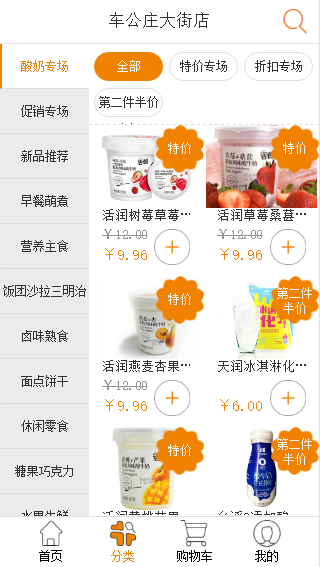 车公庄大街店
酸奶专场
促销专场
新品推荐
早餐萌煮
营养主食
饭团沙拉三明治
卤味熟食
面点饼干
休闲零食
糖果巧克力
全部
特价专场
折扣专场
第二件半价
特价
活润树莓草莓…
￥12.00
￥9.96
特价
活润草莓桑葚…
￥12.00
￥9.96
特价
活润燕麦杏果…
￥12.00
￥9.96
第二件
半价
天润冰淇淋化…
￥6.00
特价
第二件
半价
首页
分类
购物车
我的